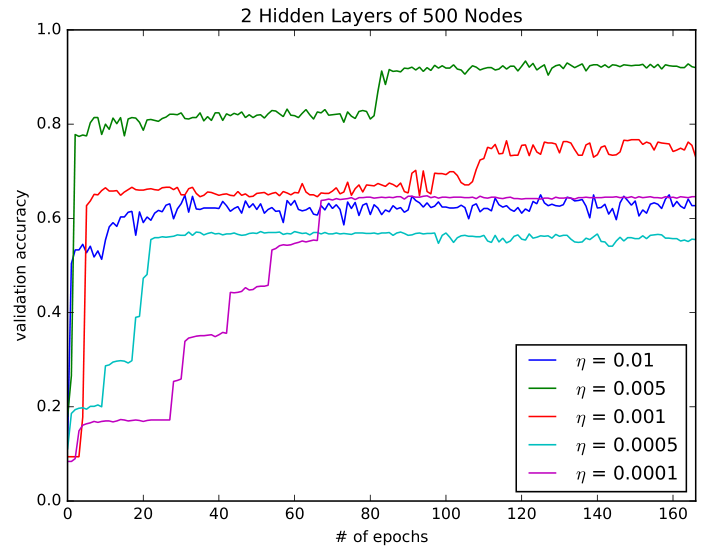 2 Hidden Layers of 500 Nodes
1.0
0.8
0.6
0.4
0.2
0.0
validation accuracy
0 20 40 60 80 100 120 140 160
# of epochs
η = 0.01
η = 0.005
η = 0.001
η = 0.0005
η = 0.0001